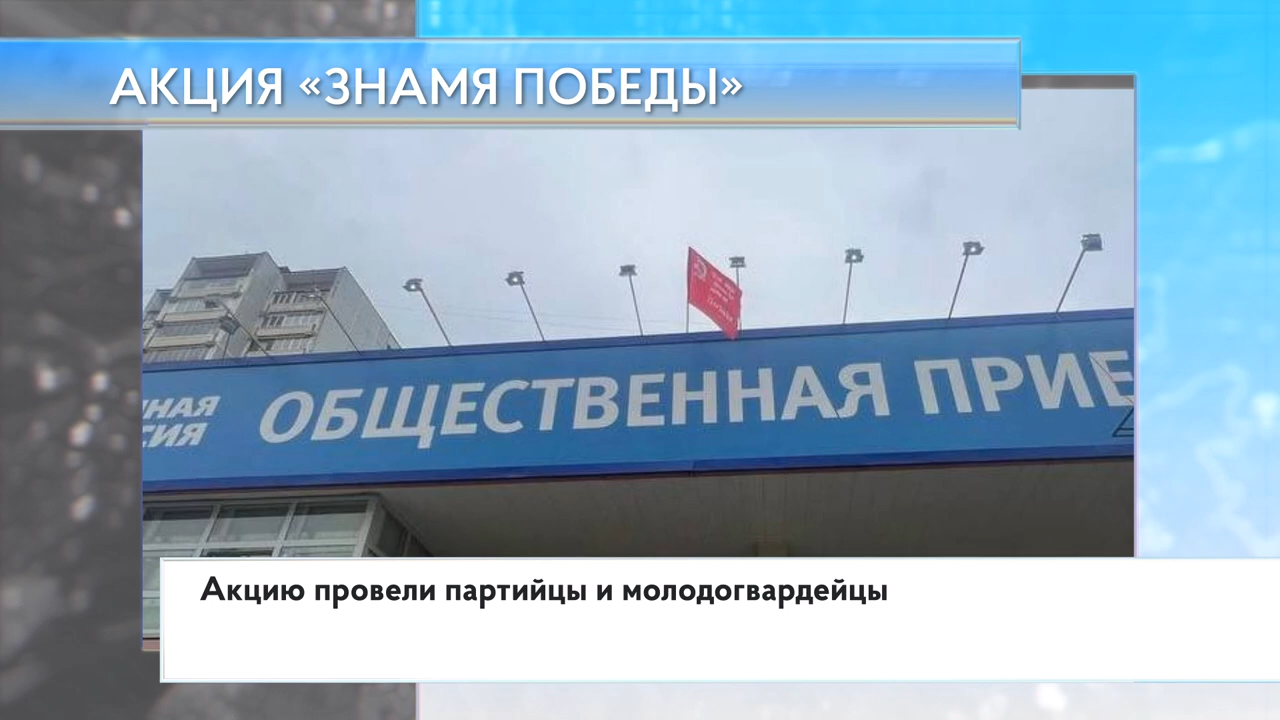 АКЦИЯ «ЗНАМЯ ПОБЕДЫ»
ННАЯ
СИЯ
ОБЩЕСТВЕННАЯ ПРИЕ
Акцию провели партийцы и молодогвардейцы